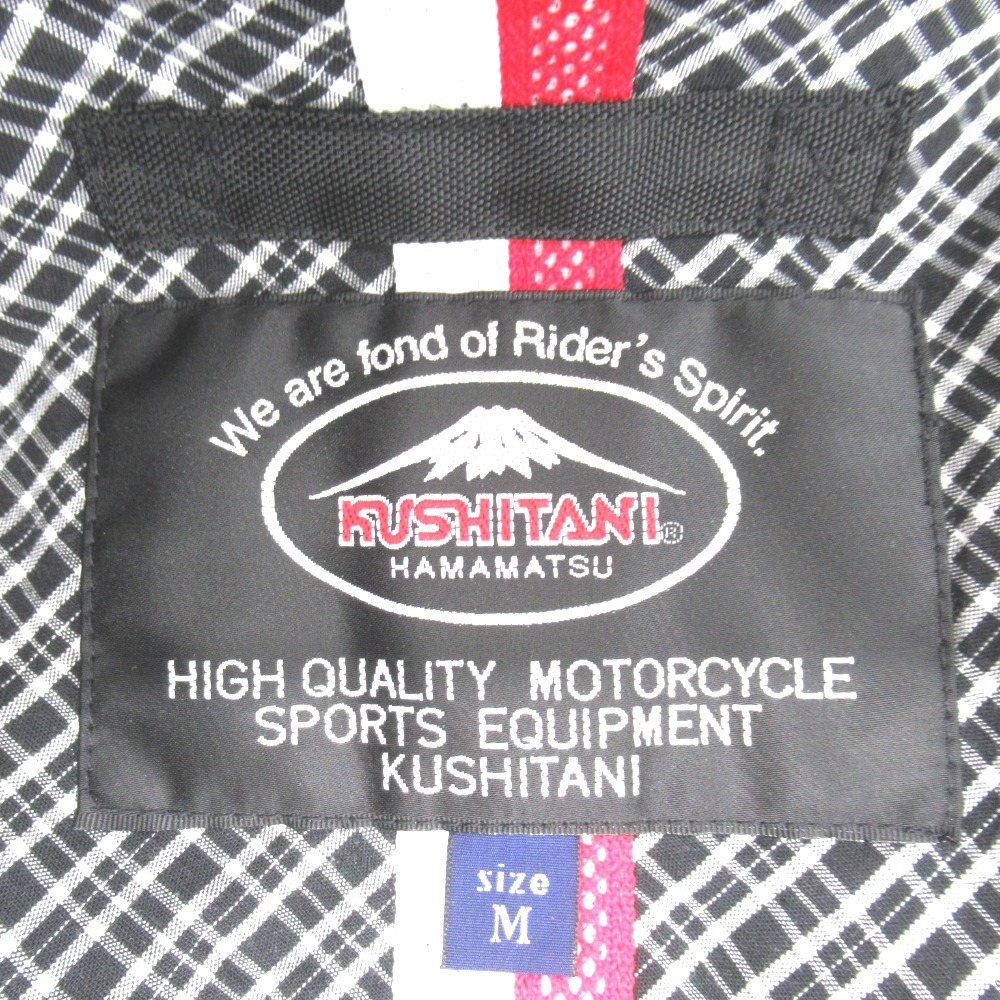 We are fond of Rider's Spirit.
KUSHITANI®
HAMAMATSU
HIGH QUALITY MOTORCYCLE
SPORTS EQUIPMENT
KUSHITANI
size
M